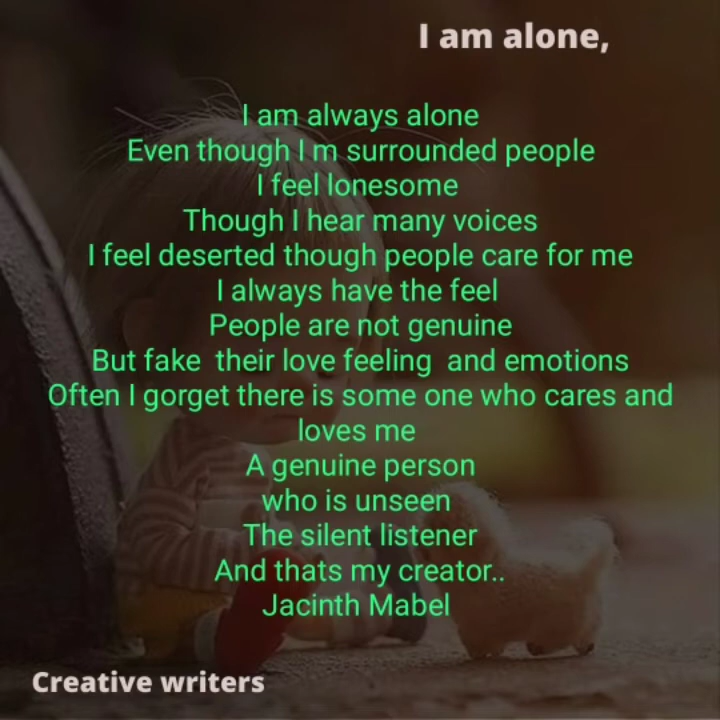 I am alone,
I am always alone
Even though I m surrounded people
I feel lonesome
Though I hear many voices
I feel deserted though people care for me
I always have the feel
People are not genuine
But fake  their love feeling  and emotions
Often I gorget there is some one who cares and
loves me
A genuine person
who is unseen
The silent listener
And thats my creator..
Jacinth Mabel
Creative writers